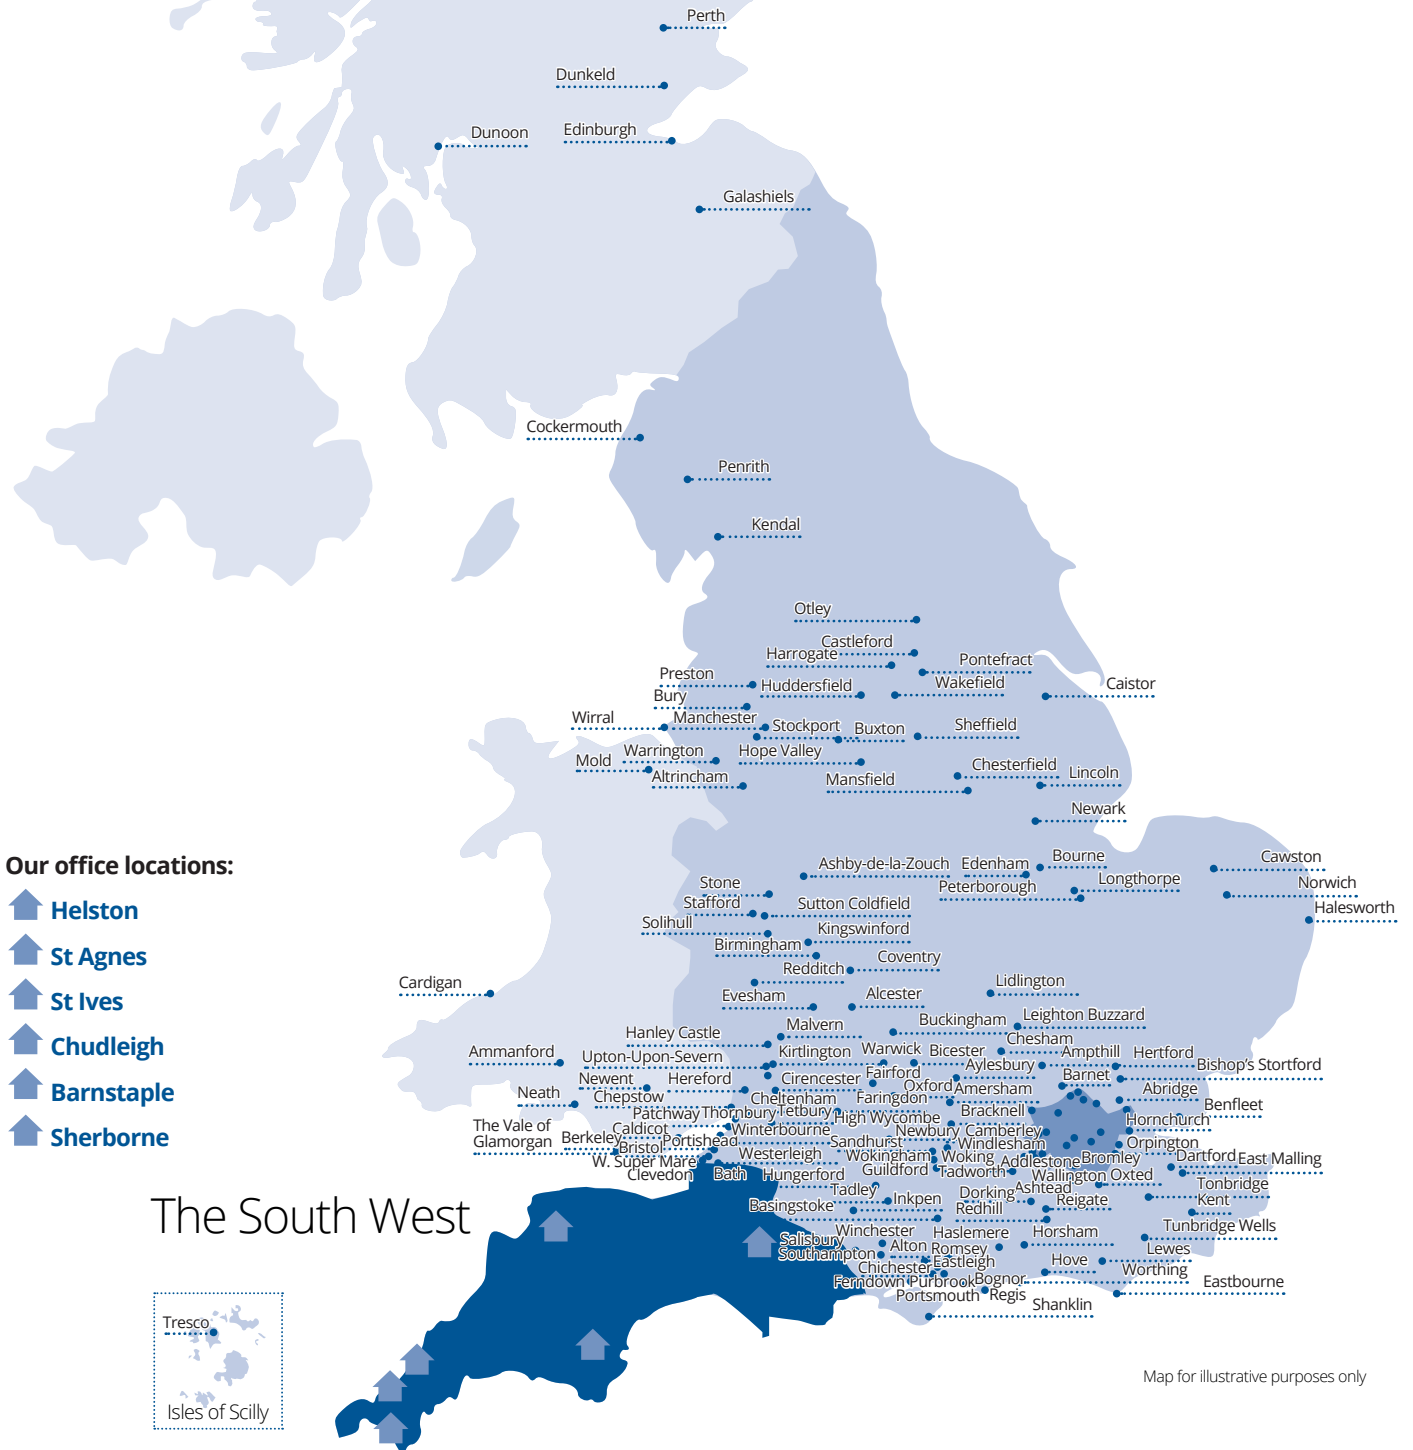 Perth
Dunkeld
Dunoon
Edinburgh
Galashiels
Cockermouth
Penrith
Kendal
Otley
Castleford
Harrogate
Pontefract
Preston
Huddersfield
Wakefield
Caistor
Bury
Wirral
Manchester
Stockport
Buxton
Sheffield
Mold
Warrington
Hope Valley
Altrincham
Mansfield
Chesterfield
Lincoln
Newark
Our office locations:
Helston
St Agnes
St Ives
Chudleigh
Barnstaple
Sherborne
Ashby-de-la-Zouch
Edenham
Bourne
Cawston
Stone
Peterborough
Longthorpe
Norwich
Stafford
Sutton Coldfield
Halesworth
Solihull
Kingswinford
Birmingham
Coventry
Redditch
Cardigan
Evesham
Alcester
Lidlington
Hanley Castle
Malvern
Buckingham
Leighton Buzzard
Chesham
Ammanford
Upton-Upon-Severn
Kirtlington
Warwick
Bicester
Ampthill
Hertford
Bishop's Stortford
Aylesbury
Newent
Hereford
Cirencester
Fairford
Barnet
Neath
Chepstow
Cheltenham
Faringdon
Oxford
Amersham
Abridge
Patchway
Thornbury
Tetbury
High Wycombe
Bracknell
Benfleet
The Vale of
Glamorgan
Caldicot
Winterbourne
Newbury
Camberley
Hornchurch
Berkeley
Bristol
Portishead
Sandhurst
Windlesham
Orpington
W. Super Mare
Westerleigh
Wokingham
Woking
Addlestone
Bromley
Dartford
East Malling
Clevedon
Bath
Hungerford
Guildford
Tadworth
Wallington
Oxted
Tadley
Inkpen
Dorking
Ashtead
Tonbridge
Basingstoke
Redhill
Reigate
Kent
The South West
Winchester
Haslemere
Horsham
Tunbridge Wells
Salisbury
Southampton
Alton
Romsey
Lewes
Chichester
Eastleigh
Hove
Worthing
Ferndown
Purbrook
Bognor
Regis
Eastbourne
Portsmouth
Shanklin
Tresco
Isles of Scilly
Map for illustrative purposes only